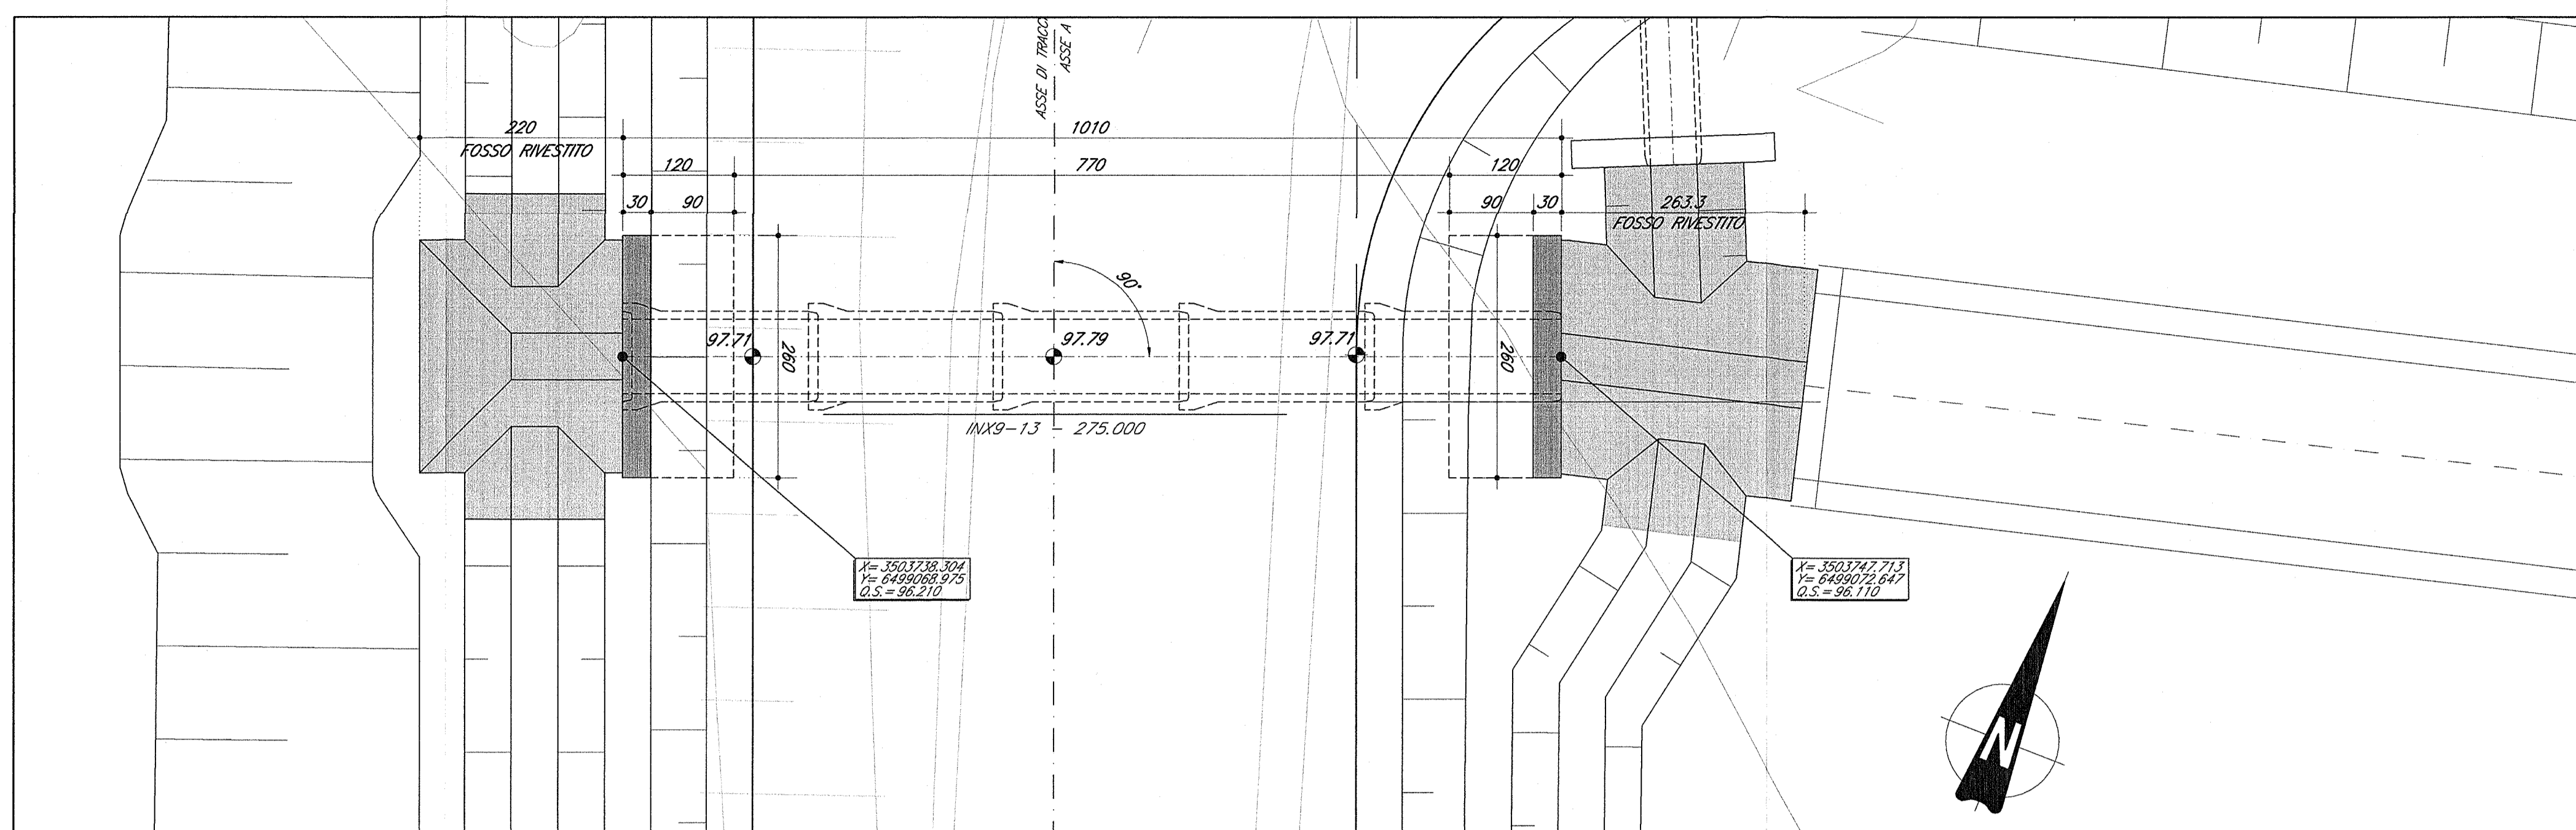 ASSE DI TRACC
ASSE A
220
1010
FOSSO RIVESTITO
120
770
120
30
90
90
30
263.3
FOSSO RIVESTITO
90°
97.71
97.79
97.71
260
260
INX9-13 - 275.000
X= 3503738.304
Y= 6499068.975
Q.S.= 96.210
X= 3503747.713
Y= 6499072.647
Q.S.= 96.110
N